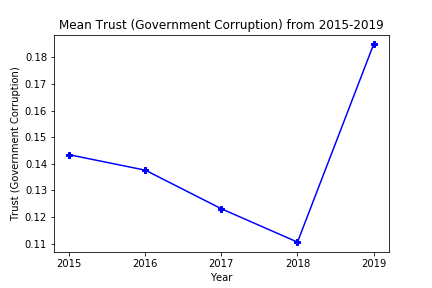 Mean Trust (Government Corruption) from 2015-2019
Trust (Government Corruption)
0.18
0.17
0.16
0.15
0.14
0.13
0.12
0.11
2015 2016 2017 2018 2019
Year